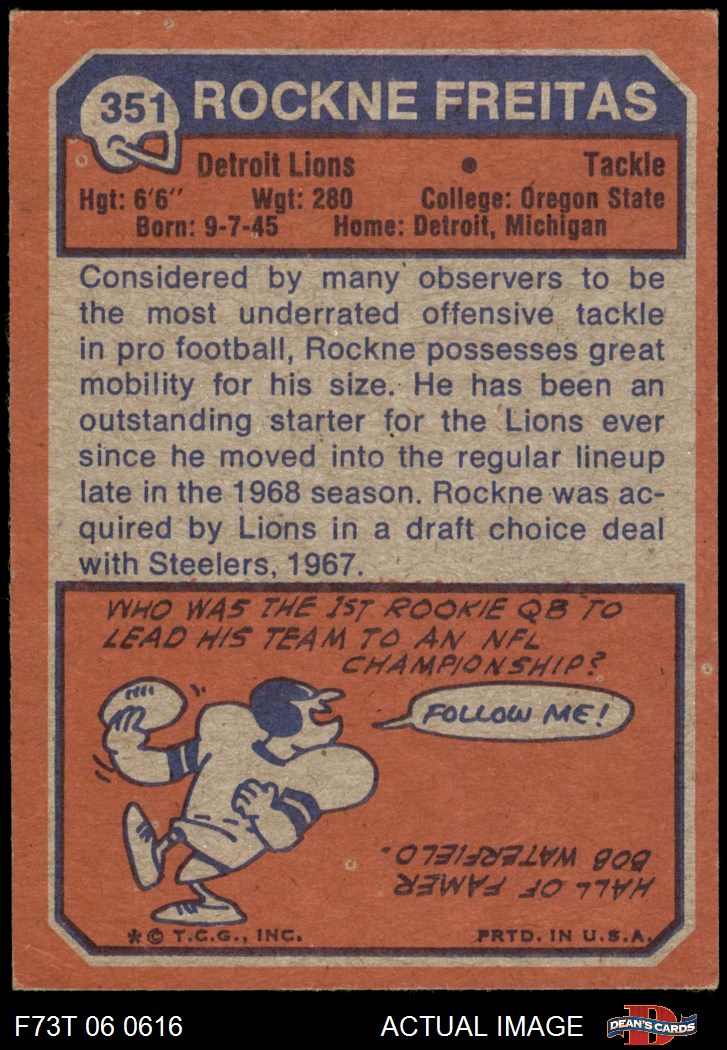 351 ROCKNE FREITAS
Detroit Lions • Tackle
Hgt: 6'6" Wgt: 280 College: Oregon State
Born: 9-7-45 Home: Detroit, Michigan
Considered by many observers to be
the most underrated offensive tackle
in pro football, Rockne possesses great
mobility for his size. He has been an
outstanding starter for the Lions ever
since he moved into the regular lineup
late in the 1968 season. Rockne was ac-
quired by Lions in a draft choice deal
with Steelers, 1967.
WHO WAS THE 1ST ROOKIE QB TO
LEAD HIS TEAM TO AN NFL
CHAMPIONSHIP?
FOLLOW ME!
HALL OF FAMER
BOB WATERFIELD.
* © T.C.G., INC. PRTD. IN U.S.A.
F73T 06 0616 ACTUAL IMAGE DEAN'S CARDS